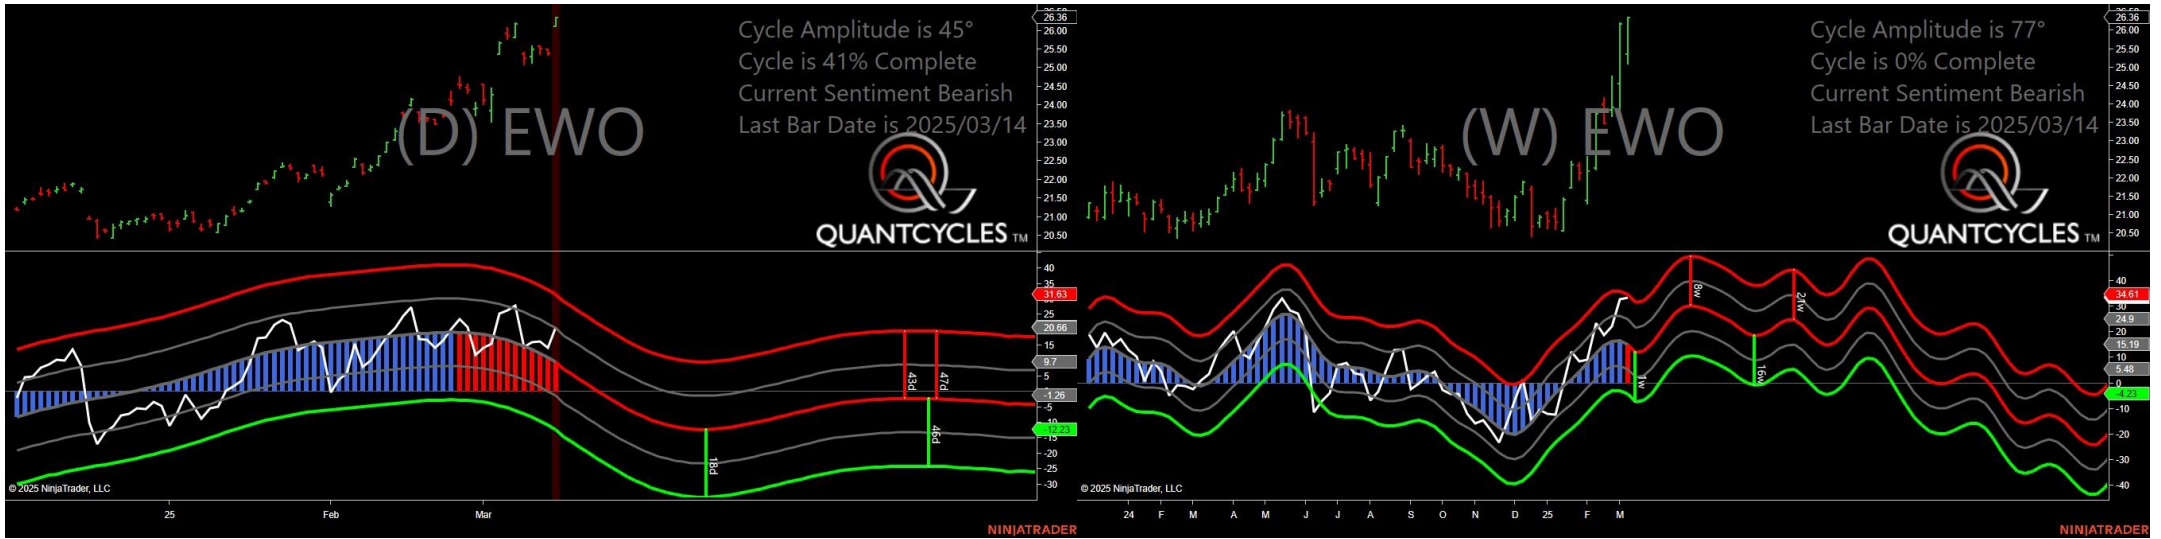 Cycle Amplitude is 45°
Cycle is 41% Complete
Current Sentiment Bearish
Last Bar Date is 2025/03/14
(D) EWO
QUANTCYCLES TM
26.36
26.00
25.50
25.00
24.50
24.00
23.50
23.00
22.50
22.00
21.50
21.00
20.50
40
35
31.63
25
20.66
15
9.7
5
-1.26
-5
-10
-12.23
-15
-20
-25
-30
18d
43d
46d
47d
© 2025 NinjaTrader, LLC
25
Feb
Mar
NINJATRADER
Cycle Amplitude is 77°
Cycle is 0% Complete
Current Sentiment Bearish
Last Bar Date is 2025/03/14
(W) EWO
QUANTCYCLES TM
26.36
26.00
25.50
25.00
24.50
24.00
23.50
23.00
22.50
22.00
21.50
21.00
20.50
40
34.61
24.9
20
15.19
10
5.48
0
-4.23
-10
-20
-30
-40
1w
8w
16w
21w
© 2025 NinjaTrader, LLC
24 F M A M J J A S O N D 25 F M
NINJATRADER